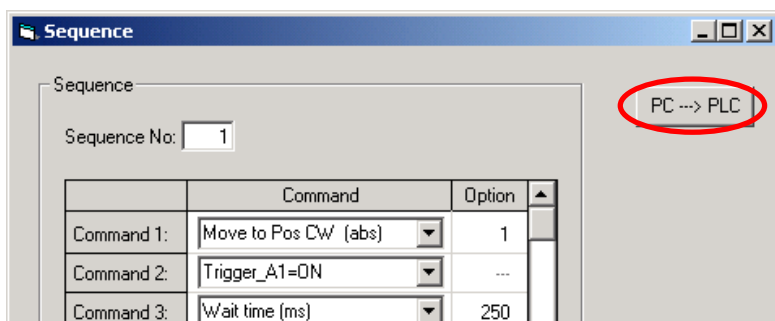 Sequence
Sequence
PC ---> PLC
Sequence No: 1
Command Option
Command 1: Move to Pos CW (abs) 1
Command 2: Trigger_A1=ON ---
Command 3: Wait time (ms) 250